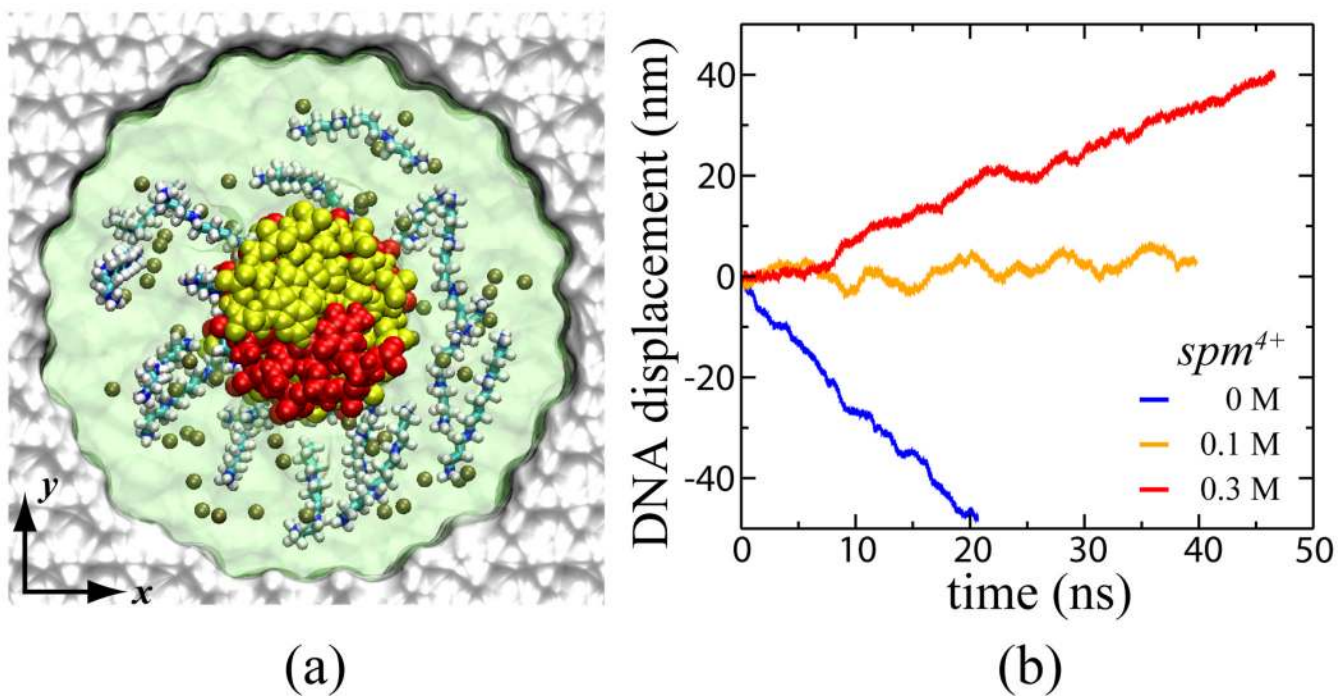 y
x
(a)
DNA displacement (nm)
40
20
0
-20
-40
0
10
20
30
40
50
time (ns)
spm⁴⁺
0 M
0.1 M
0.3 M
(b)